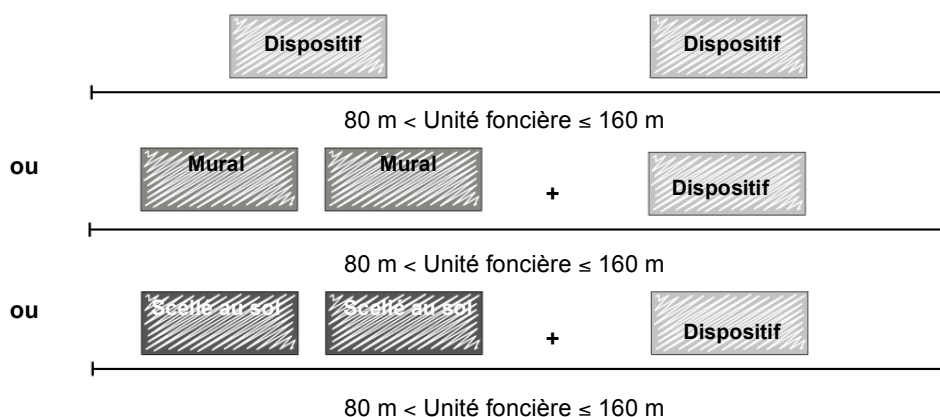 Dispositif Dispositif
80 m < Unité foncière ≤ 160 m
ou Mural Mural + Dispositif
80 m < Unité foncière ≤ 160 m
ou Scellé au sol Scellé au sol + Dispositif
80 m < Unité foncière ≤ 160 m